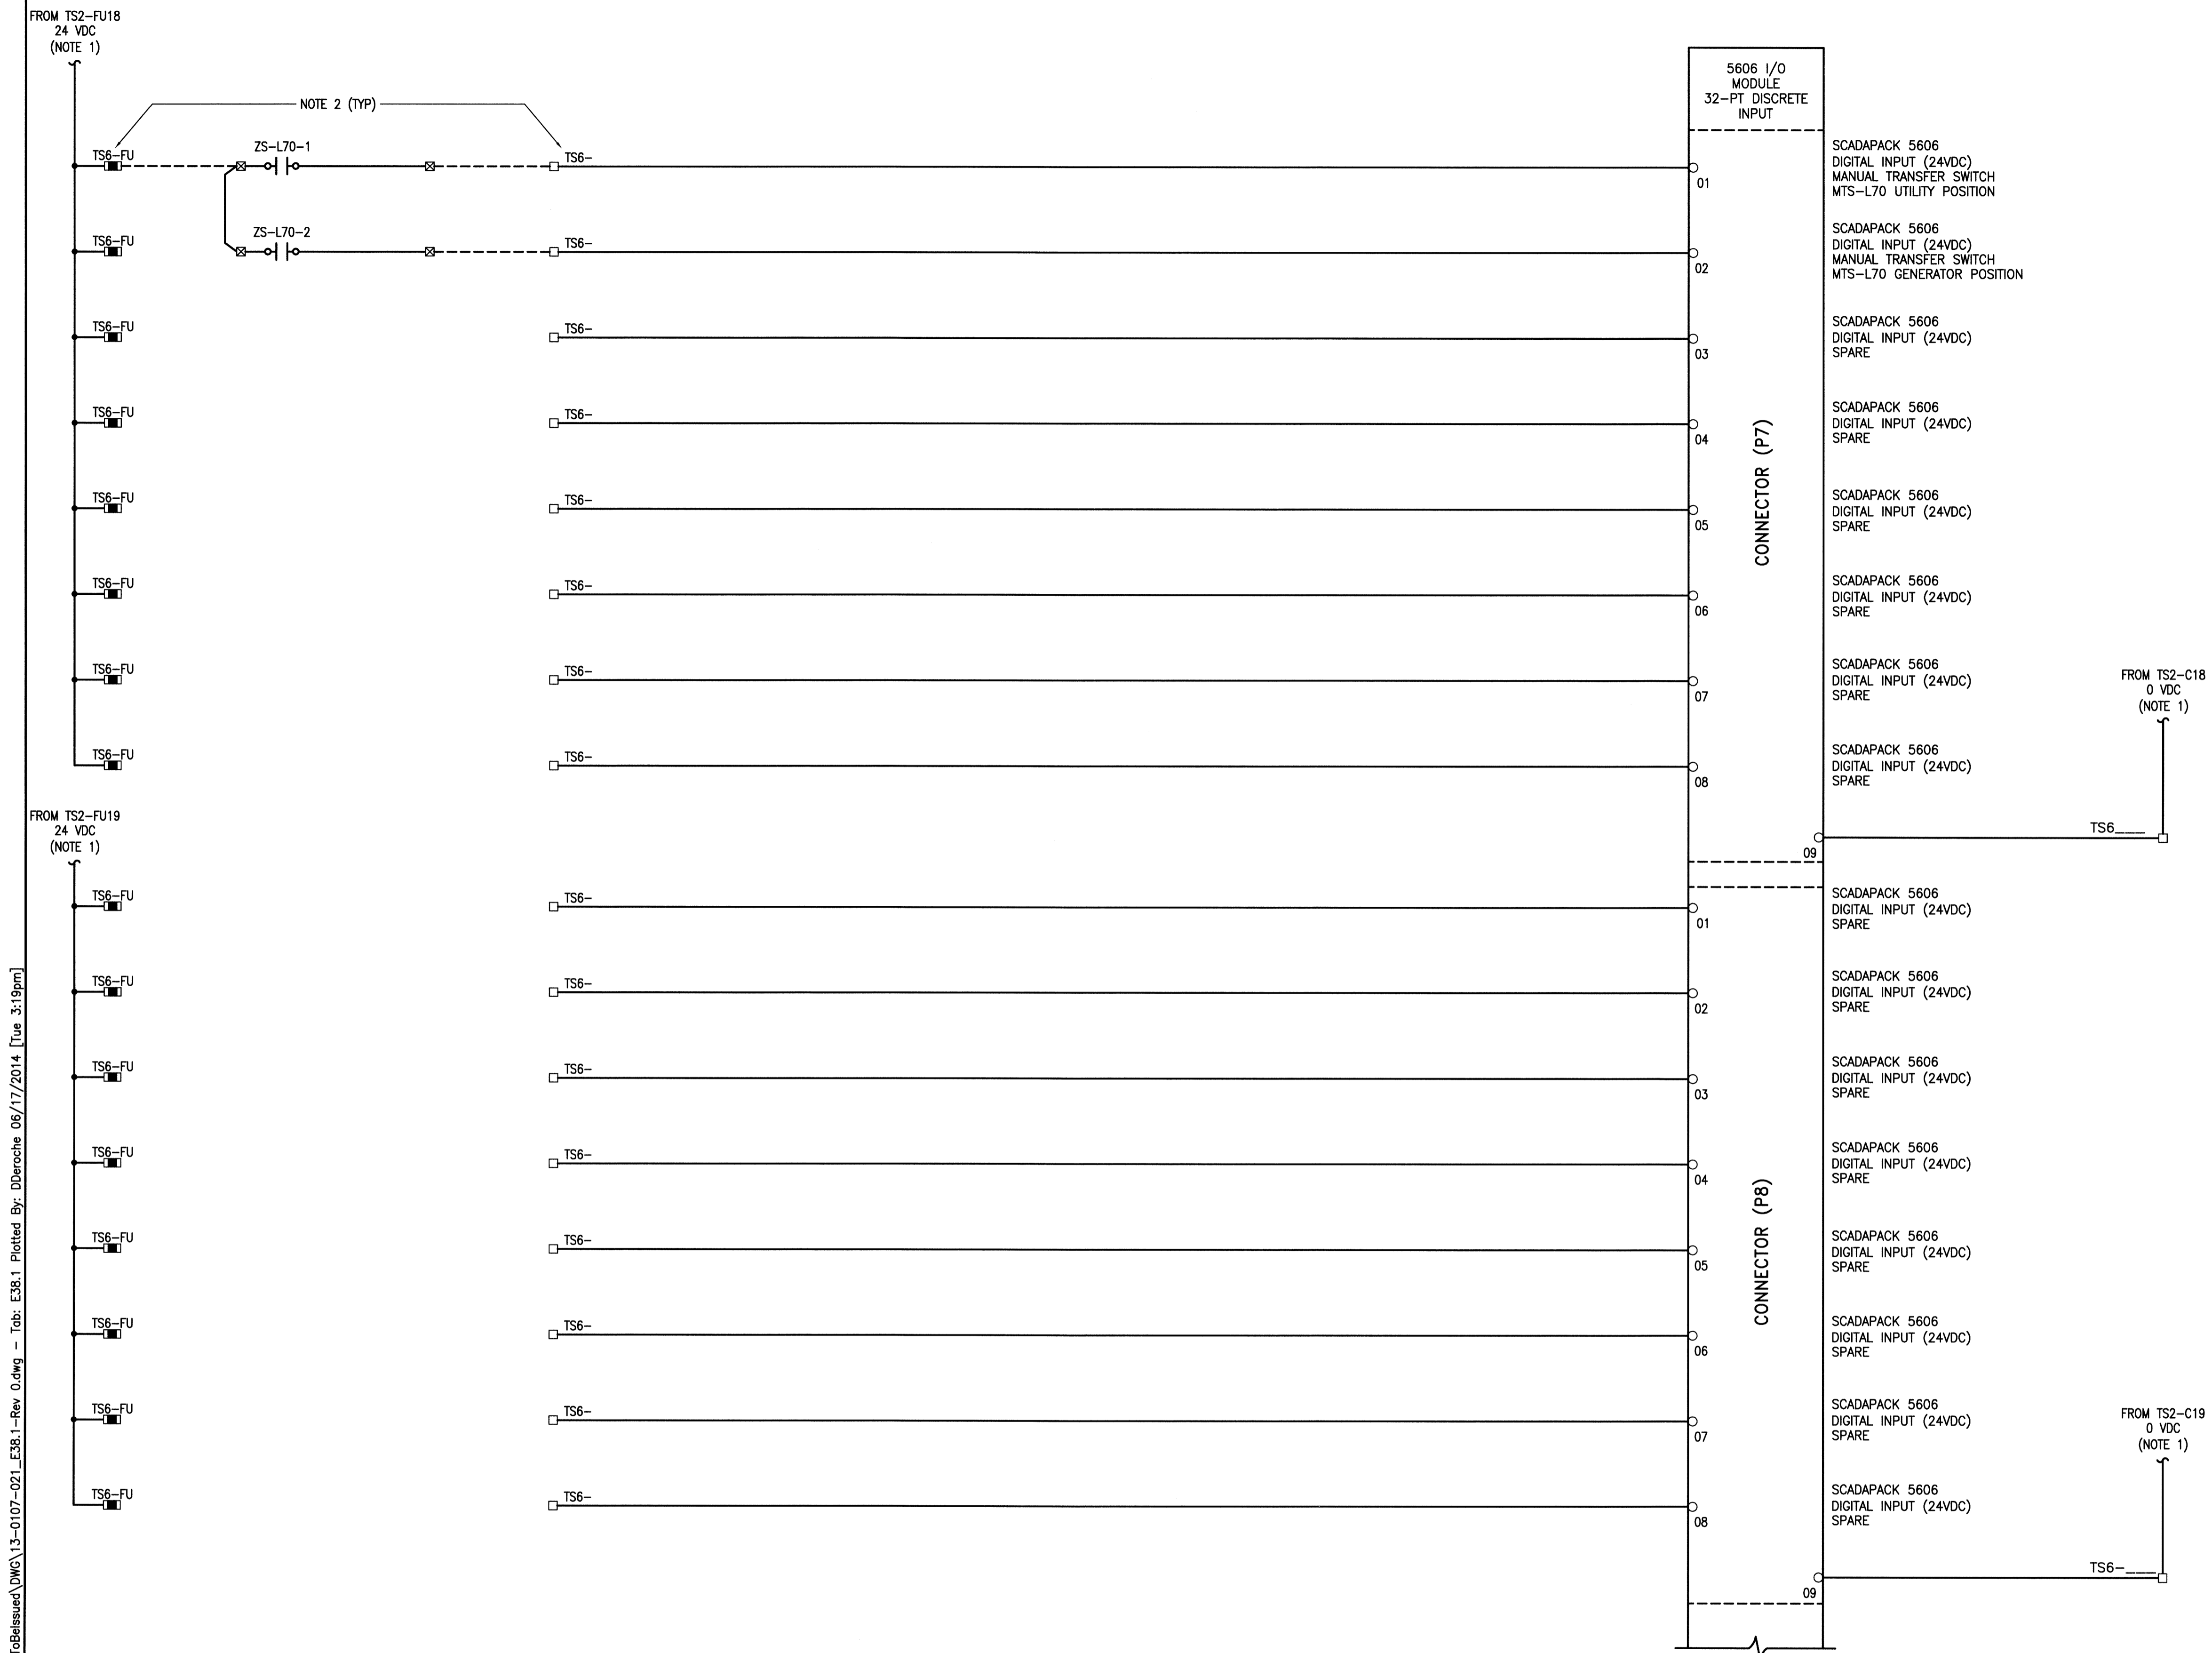 FROM TS2-FU18
24 VDC
(NOTE 1)
NOTE 2 (TYP)
5606 I/O
MODULE
32-PT DISCRETE
INPUT
TS6-FU
ZS-L70-1
TS6-
01
SCADAPACK 5606
DIGITAL INPUT (24VDC)
MANUAL TRANSFER SWITCH
MTS-L70 UTILITY POSITION
TS6-FU
ZS-L70-2
TS6-
02
SCADAPACK 5606
DIGITAL INPUT (24VDC)
MANUAL TRANSFER SWITCH
MTS-L70 GENERATOR POSITION
TS6-FU
TS6-
03
SCADAPACK 5606
DIGITAL INPUT (24VDC)
SPARE
TS6-FU
TS6-
04
SCADAPACK 5606
DIGITAL INPUT (24VDC)
SPARE
CONNECTOR (P7)
TS6-FU
TS6-
05
SCADAPACK 5606
DIGITAL INPUT (24VDC)
SPARE
TS6-FU
TS6-
06
SCADAPACK 5606
DIGITAL INPUT (24VDC)
SPARE
TS6-FU
TS6-
07
SCADAPACK 5606
DIGITAL INPUT (24VDC)
SPARE
FROM TS2-C18
0 VDC
(NOTE 1)
TS6-FU
TS6-
08
SCADAPACK 5606
DIGITAL INPUT (24VDC)
SPARE
TS6___
09
FROM TS2-FU19
24 VDC
(NOTE 1)
TS6-FU
TS6-
01
SCADAPACK 5606
DIGITAL INPUT (24VDC)
SPARE
TS6-FU
TS6-
02
SCADAPACK 5606
DIGITAL INPUT (24VDC)
SPARE
TS6-FU
TS6-
03
SCADAPACK 5606
DIGITAL INPUT (24VDC)
SPARE
TS6-FU
TS6-
04
SCADAPACK 5606
DIGITAL INPUT (24VDC)
SPARE
CONNECTOR (P8)
TS6-FU
TS6-
05
SCADAPACK 5606
DIGITAL INPUT (24VDC)
SPARE
TS6-FU
TS6-
06
SCADAPACK 5606
DIGITAL INPUT (24VDC)
SPARE
TS6-FU
TS6-
07
SCADAPACK 5606
DIGITAL INPUT (24VDC)
SPARE
FROM TS2-C19
0 VDC
(NOTE 1)
TS6-FU
TS6-
08
SCADAPACK 5606
DIGITAL INPUT (24VDC)
SPARE
TS6-___
09
ToBeIssued\DWG\13-0107-021_E38.1-Rev 0.dwg - Tab: E38.1 Plotted By: DDeroche 06/17/2014 [Tue 3:19pm]